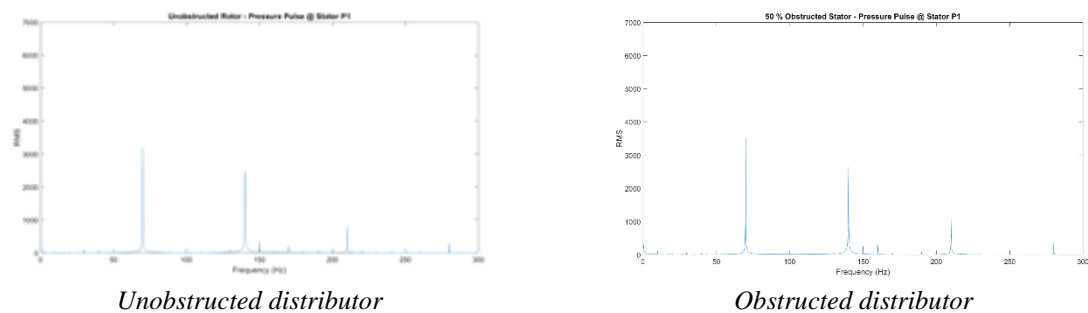 Unobstructed Rotor : Pressure Pulse @ Stator P1
7000
6000
5000
4000
3000
2000
1000
0
RMS
0 50 100 150 200 250 300
Frequency (Hz)
Unobstructed distributor
50 % Obstructed Stator - Pressure Pulse @ Stator P1
7000
6000
5000
4000
3000
2000
1000
0
RMS
0 50 100 150 200 250 300
Frequency (Hz)
Obstructed distributor